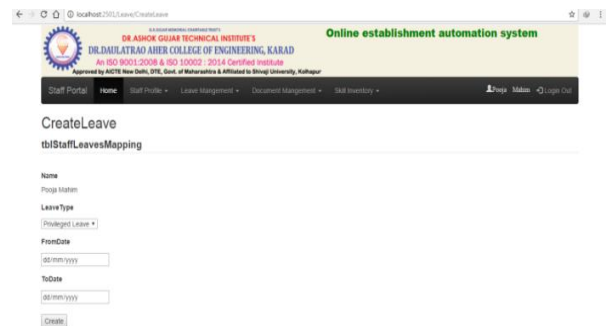 localhost:2501/Leave/CreateLeave
DR.ASHOK GUJAR TECHNICAL INSTITUTE'S
Online establishment automation system
DR.DAULATRAO AHER COLLEGE OF ENGINEERING, KARAD
An ISO 9001:2008 & ISO 10002 : 2014 Certified Institute
Approved by AICTE New Delhi, DTE, Govt. of Maharashtra & Affiliated to Shivaji University, Kolhapur
Staff Portal Home Staff Profile Leave Mangement Document Mangement Skill Inventory Pooja Mahim Login Out
CreateLeave
tblStaffLeavesMapping
Name
Pooja Mahim
LeaveType
Privileged Leave
FromDate
dd/mm/yyyy
ToDate
dd/mm/yyyy
Create